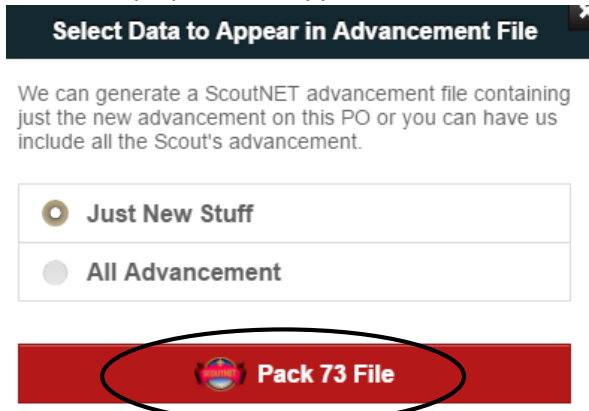 Select Data to Appear in Advancement File
We can generate a ScoutNET advancement file containing
just the new advancement on this PO or you can have us
include all the Scout's advancement.
Just New Stuff
All Advancement
SCOUTNET
Pack 73 File